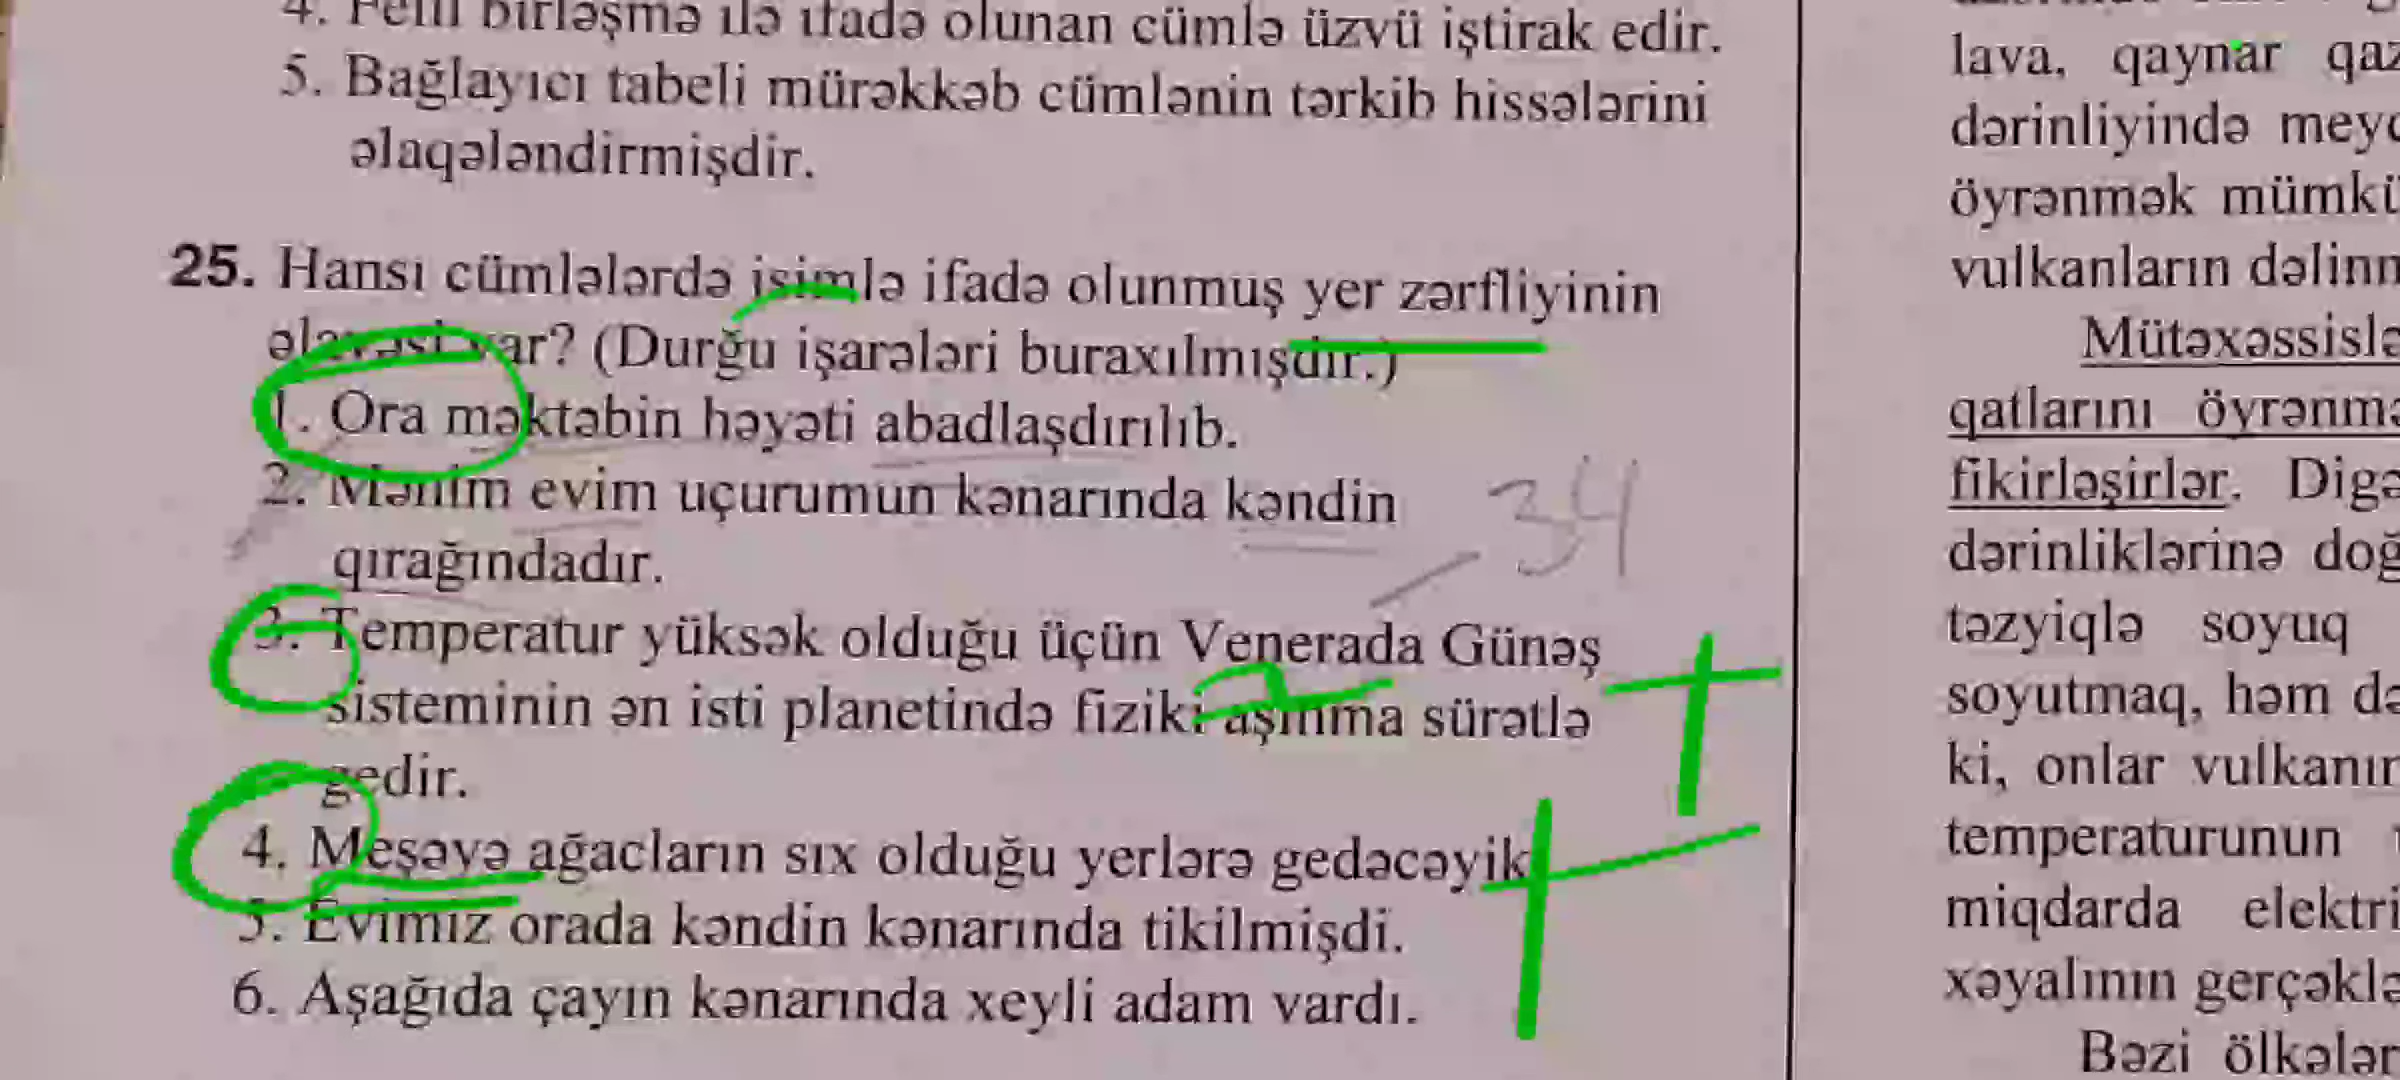 4. Feili birləşmə ilə ifadə olunan cümlə üzvü iştirak edir.
5. Bağlayıcı tabeli mürəkkəb cümlənin tərkib hissələrini
əlaqələndirmişdir.
25. Hansı cümlələrdə isimlə ifadə olunmuş yer zərfliyinin
əlavəsi var? (Durğu işarələri buraxılmışdır.)
1. Ora məktəbin həyəti abadlaşdırılıb.
2. Mənim evim uçurumun kənarında kəndin
qırağındadır.
34
3. Temperatur yüksək olduğu üçün Venerada Günəş
sisteminin ən isti planetində fiziki aşınma sürətlə
gedir.
4. Meşəyə ağacların sıx olduğu yerlərə gedəcəyik
5. Evimiz orada kəndin kənarında tikilmişdi.
6. Aşağıda çayın kənarında xeyli adam vardı.
lava, qaynar
dərinliyində
öyrənmək
vulkanların
qatlarını
fikirləşirlər.
dərinliklərinə
təzyiqlə soyuq
soyutmaq, həm
ki, onlar
temperaturunun
miqdarda
xəyalının
Bəzi